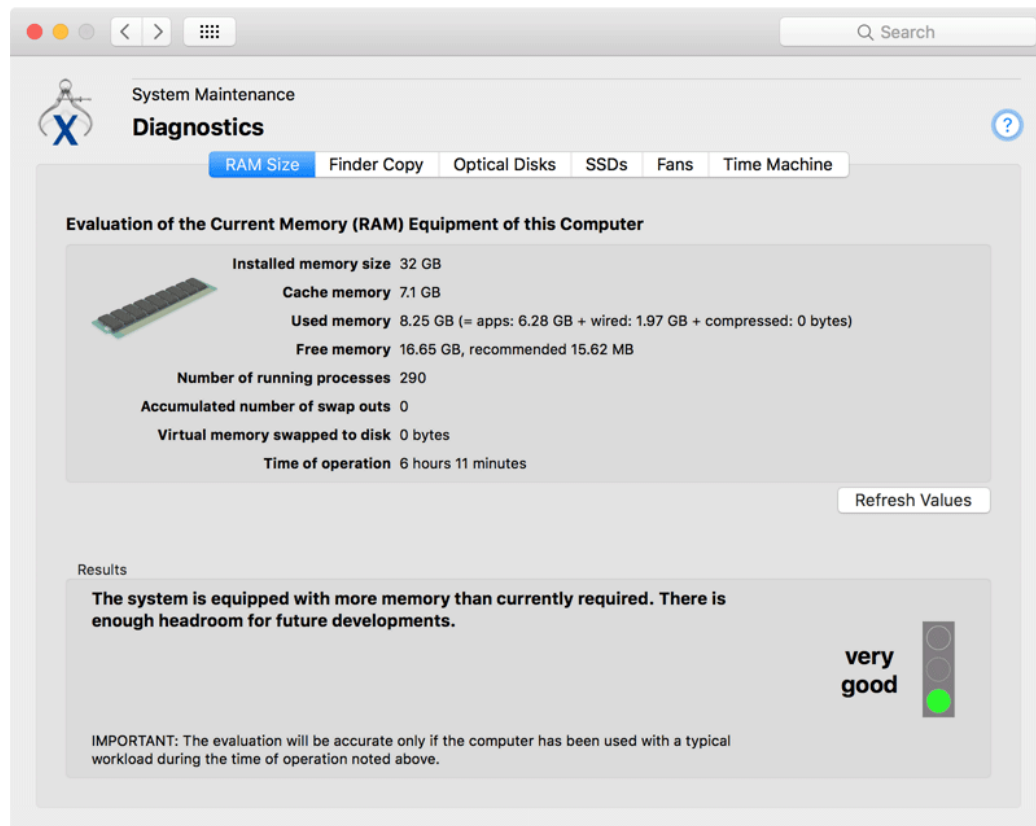 Search
System Maintenance
Diagnostics
?
RAM Size Finder Copy Optical Disks SSDs Fans Time Machine
Evaluation of the Current Memory (RAM) Equipment of this Computer
Installed memory size 32 GB
Cache memory 7.1 GB
Used memory 8.25 GB (= apps: 6.28 GB + wired: 1.97 GB + compressed: 0 bytes)
Free memory 16.65 GB, recommended 15.62 MB
Number of running processes 290
Accumulated number of swap outs 0
Virtual memory swapped to disk 0 bytes
Time of operation 6 hours 11 minutes
Refresh Values
Results
The system is equipped with more memory than currently required. There is
enough headroom for future developments.
very
good
IMPORTANT: The evaluation will be accurate only if the computer has been used with a typical
workload during the time of operation noted above.